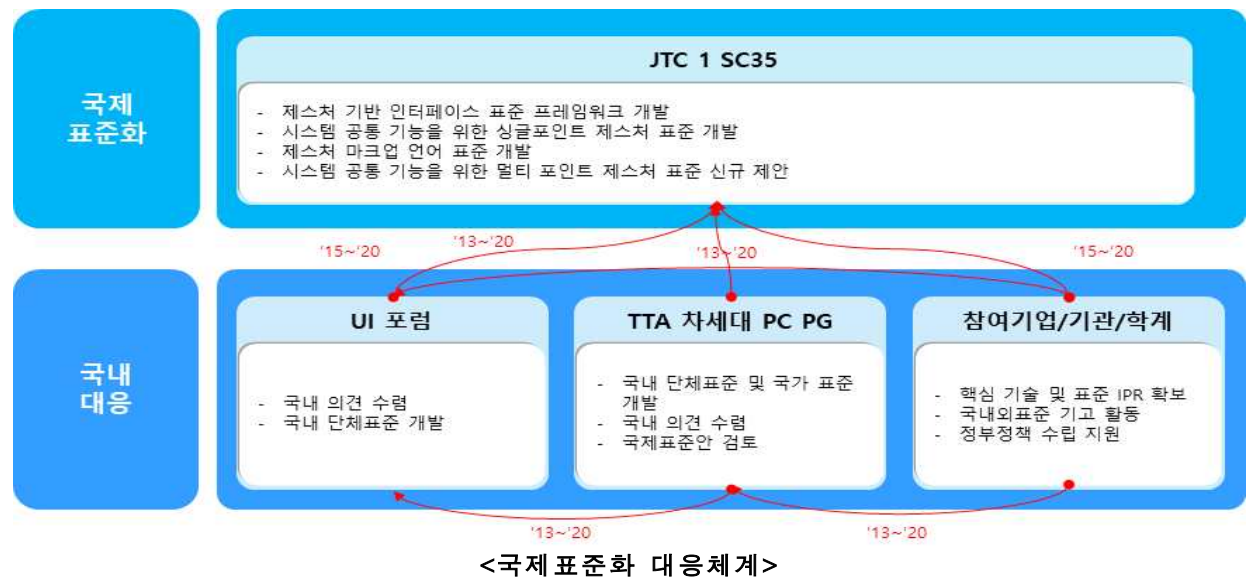 국제
표준화
JTC 1 SC35
- 제스처 기반 인터페이스 표준 프레임워크 개발
- 시스템 공통 기능을 위한 싱글포인트 제스처 표준 개발
- 제스처 마크업 언어 표준 개발
- 시스템 공통 기능을 위한 멀티 포인트 제스처 표준 신규 제안
'15~'20
'13~'20
'13~'20
'15~'20
국내
대응
UI 포럼
- 국내 의견 수렴
- 국내 단체표준 개발
TTA 차세대 PC PG
- 국내 단체표준 및 국가 표준
개발
- 국내 의견 수렴
- 국제표준안 검토
참여기업/기관/학계
- 핵심 기술 및 표준 IPR 확보
- 국내외표준 기고 활동
- 정부정책 수립 지원
'13~'20
'13~'20
<국제표준화 대응체계>